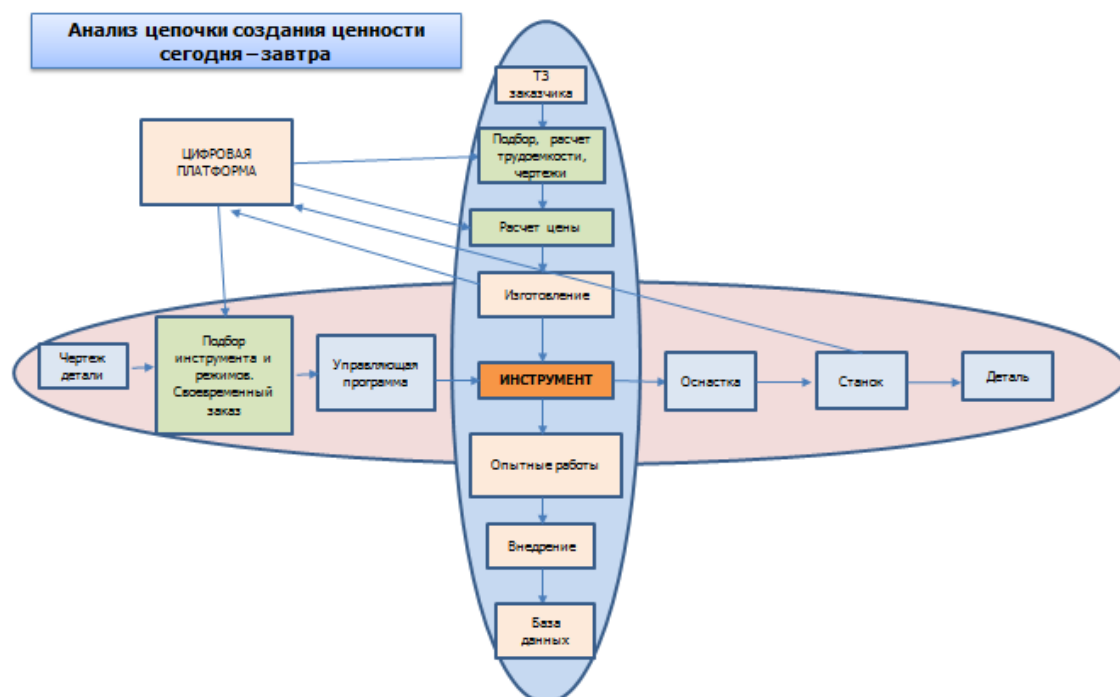 Анализ цепочки создания ценности
сегодня – завтра
ТЗ
заказчика
ЦИФРОВАЯ
ПЛАТФОРМА
Подбор, расчет
трудоемкости,
чертежи
Расчет цены
Изготовление
Чертеж
детали
Подбор
инструмента и
режимов.
Своевременный
заказ
Управляющая
программа
ИНСТРУМЕНТ
Оснастка
Станок
Деталь
Опытные работы
Внедрение
База
данных